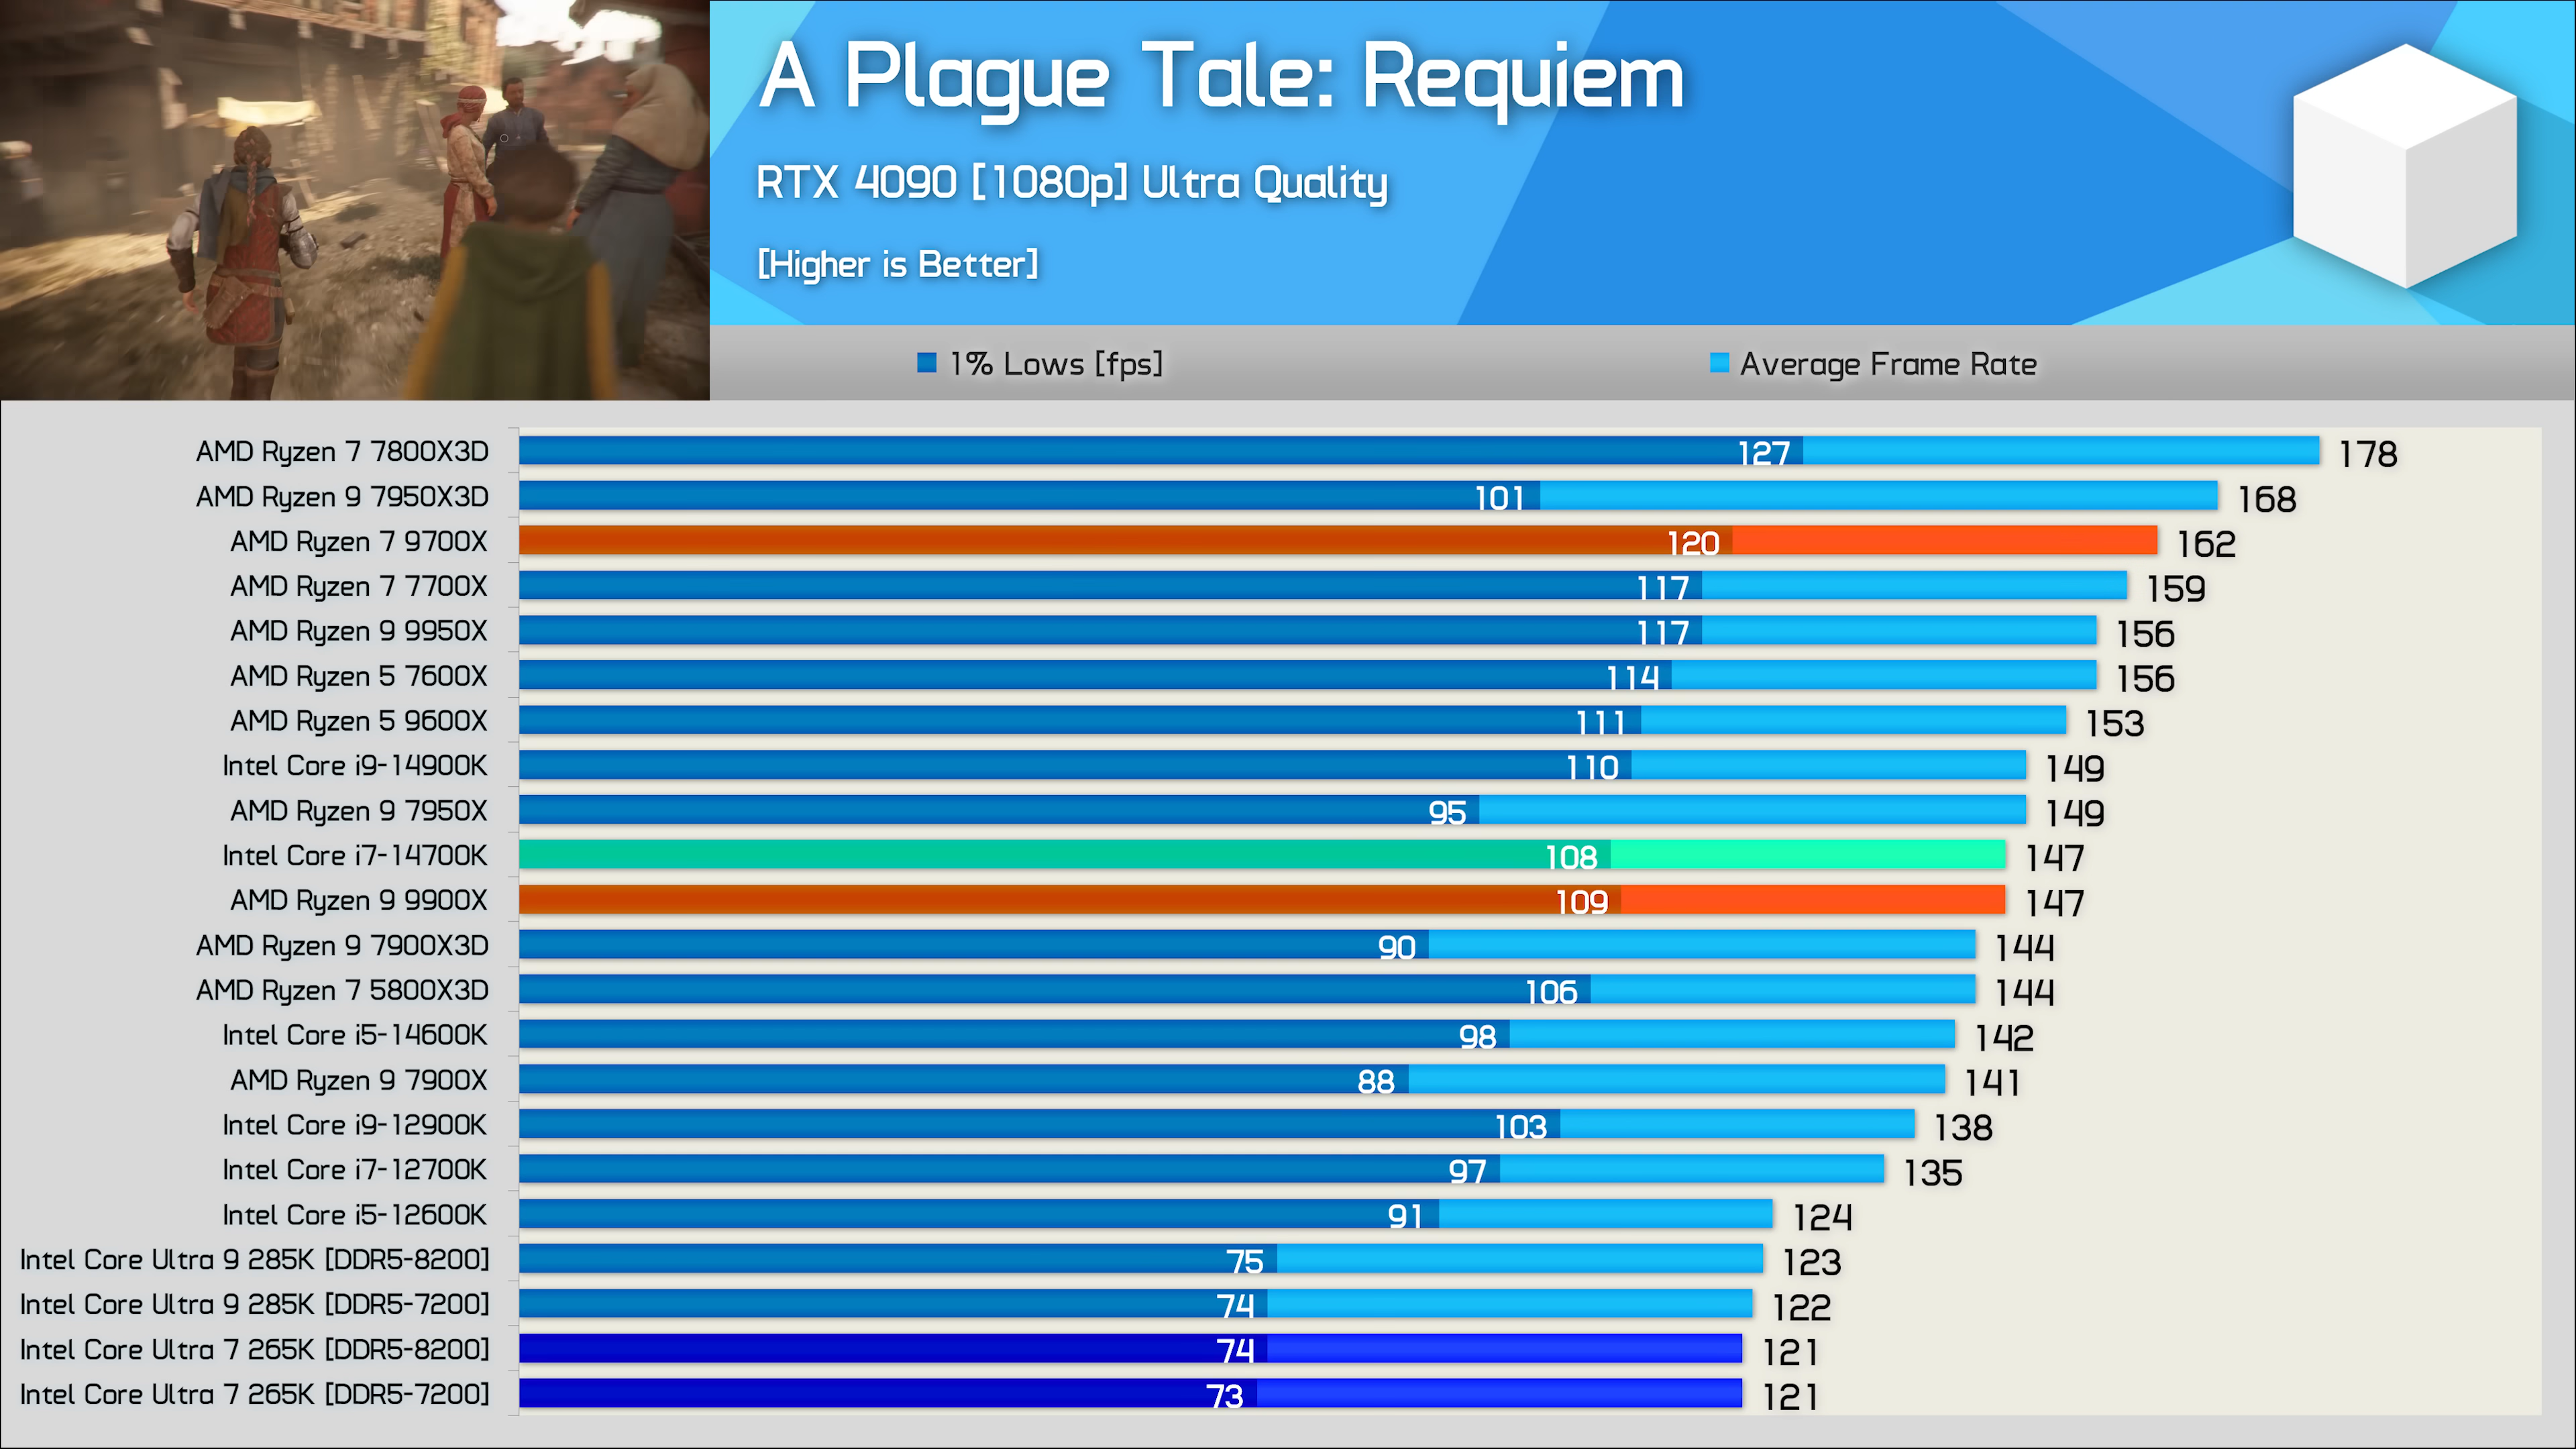 A Plague Tale: Requiem
RTX 4090 [1080p] Ultra Quality
[Higher is Better]
1% Lows [fps] Average Frame Rate
AMD Ryzen 7 7800X3D 127 178
AMD Ryzen 9 7950X3D 101 168
AMD Ryzen 7 9700X 120 162
AMD Ryzen 7 7700X 117 159
AMD Ryzen 9 9950X 117 156
AMD Ryzen 5 7600X 114 156
AMD Ryzen 5 9600X 111 153
Intel Core i9-14900K 110 149
AMD Ryzen 9 7950X 95 149
Intel Core i7-14700K 108 147
AMD Ryzen 9 9900X 109 147
AMD Ryzen 9 7900X3D 90 144
AMD Ryzen 7 5800X3D 106 144
Intel Core i5-14600K 98 142
AMD Ryzen 9 7900X 88 141
Intel Core i9-12900K 103 138
Intel Core i7-12700K 97 135
Intel Core i5-12600K 91 124
Intel Core Ultra 9 285K [DDR5-8200] 75 123
Intel Core Ultra 9 285K [DDR5-7200] 74 122
Intel Core Ultra 7 265K [DDR5-8200] 74 121
Intel Core Ultra 7 265K [DDR5-7200] 73 121